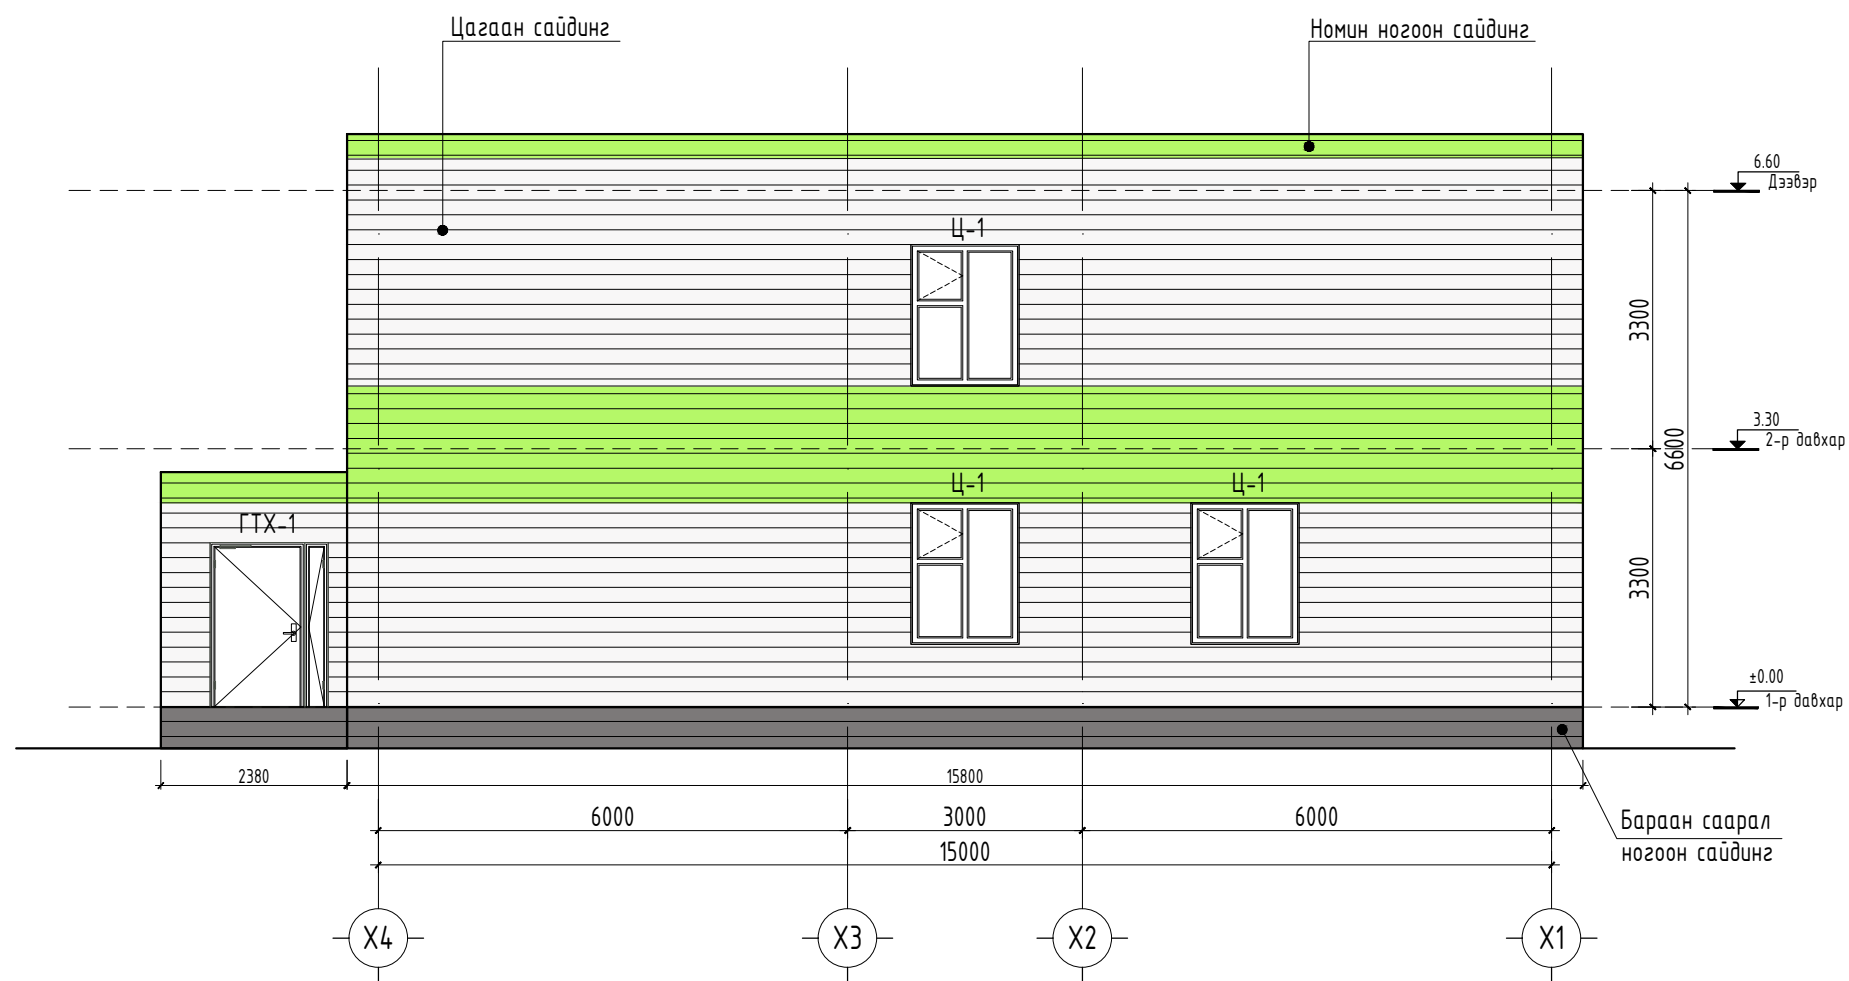 Цагаан сайдинг
Номин ногоон сайдинг
6.60
Дээвэр
Ц-1
3300
3.30
2-р давхар
6600
Ц-1
Ц-1
ГТХ-1
3300
±0.00
1-р давхар
2380
15800
6000
3000
6000
15000
Бараан саарал
ногоон сайдинг
X4
X3
X2
X1